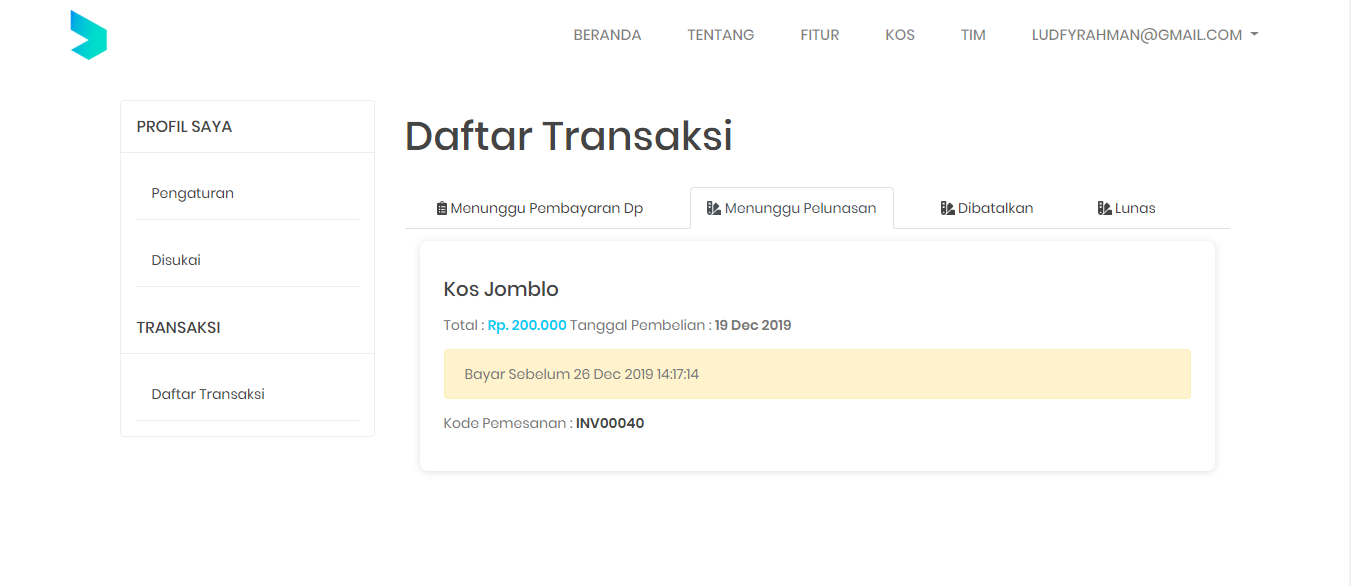 BERANDA TENTANG FITUR KOS TIM LUDFYRAHMAN@GMAIL.COM
PROFIL SAYA
Pengaturan
Disukai
TRANSAKSI
Daftar Transaksi
Daftar Transaksi
Menunggu Pembayaran Dp Menunggu Pelunasan Dibatalkan Lunas
Kos Jomblo
Total : Rp. 200.000 Tanggal Pembelian : 19 Dec 2019
Bayar Sebelum 26 Dec 2019 14:17:14
Kode Pemesanan : INV00040